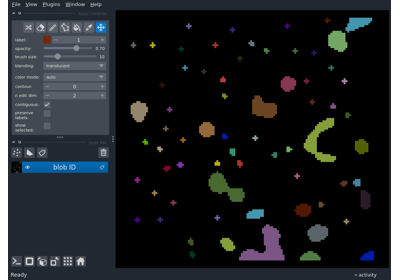 File View Plugins Window Help
label: 1
opacity: 0.70
brush size: 10
blending: translucent
color mode: auto
contour: 0
n edit dim: 2
contiguous:
preserve labels:
show selected:
blob ID
Ready
activity